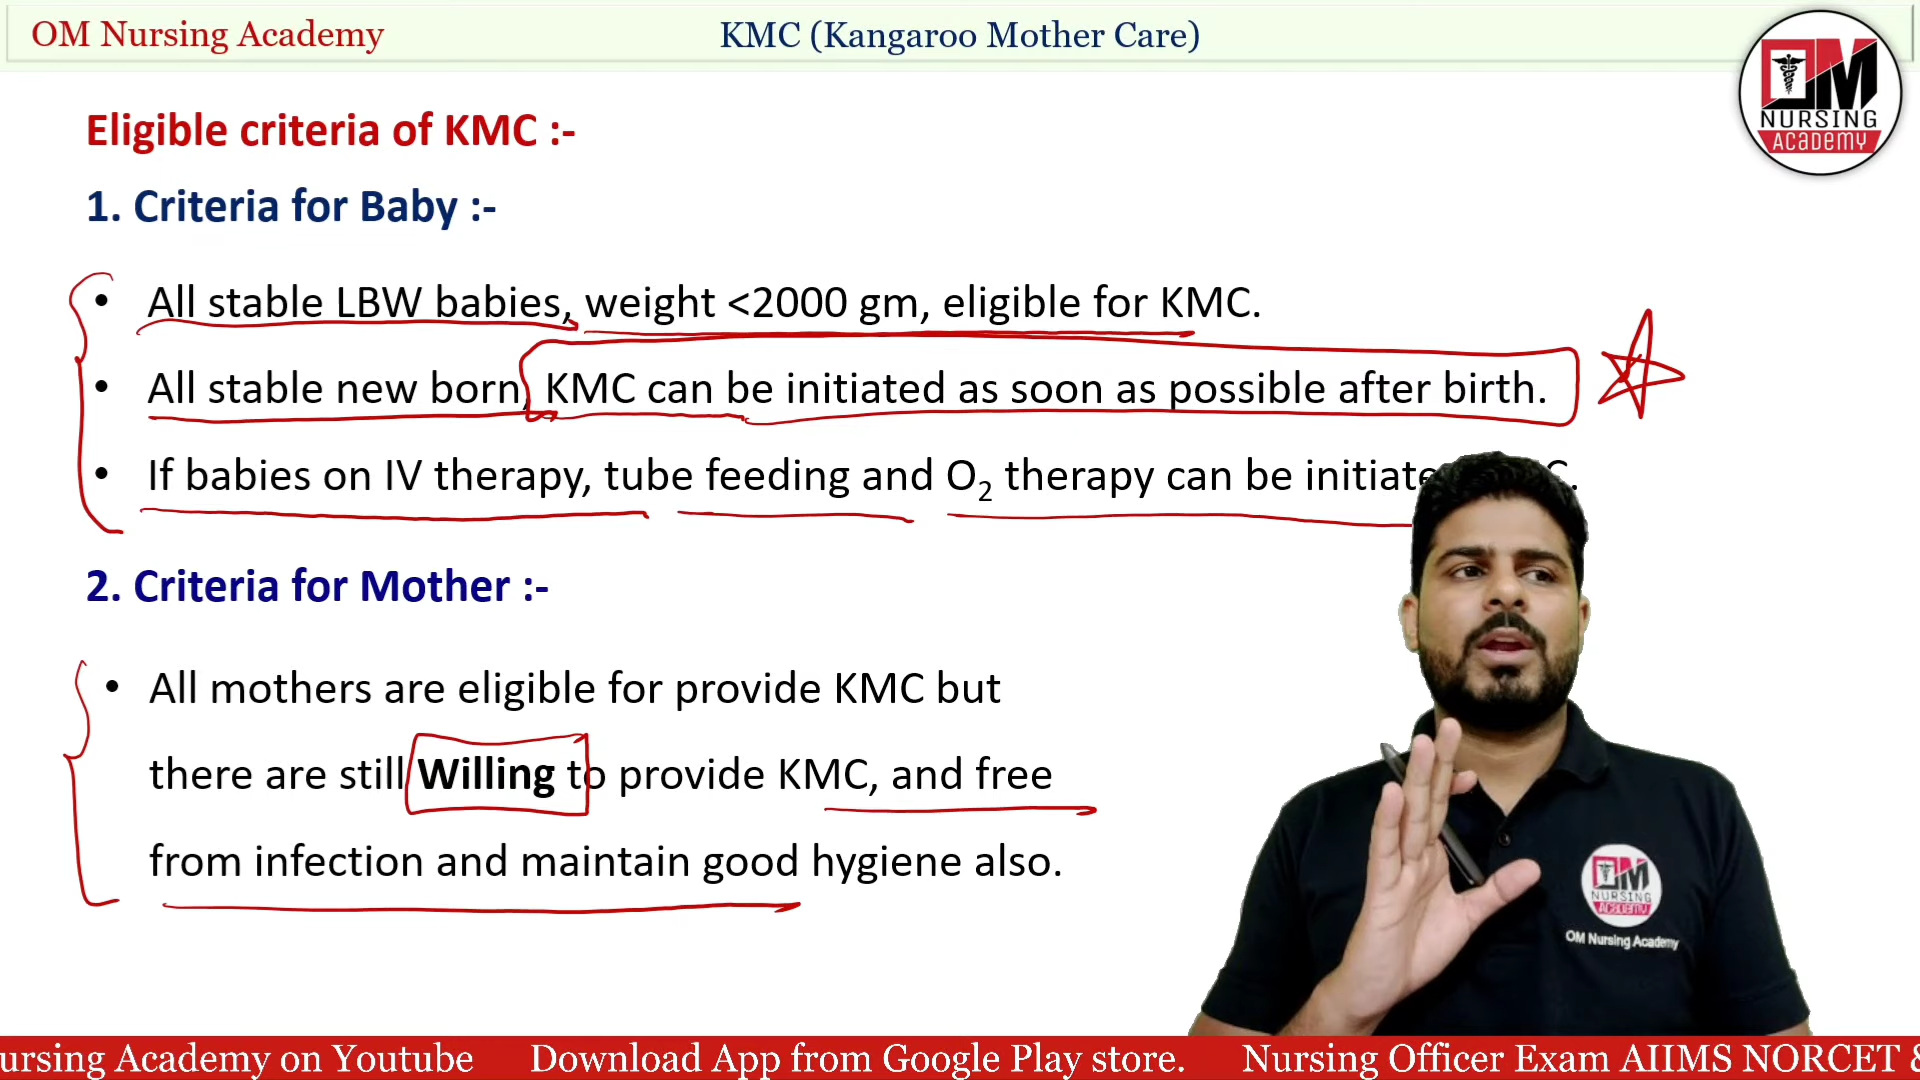 OM Nursing Academy
KMC (Kangaroo Mother Care)
OM
NURSING
ACADEMY
Eligible criteria of KMC :-
1. Criteria for Baby :-
• All stable LBW babies, weight <2000 gm, eligible for KMC.
• All stable new born, KMC can be initiated as soon as possible after birth.
• If babies on IV therapy, tube feeding and O₂ therapy can be
2. Criteria for Mother :-
• All mothers are eligible for provide KMC but
there are still Willing to provide KMC, and free
from infection and maintain good hygiene also.
OM
NURSING
ACADEMY
OM Nursing Academy
ursing Academy on Youtube Download App from Google Play store. Nursing Officer Exam AIIMS NORCET &